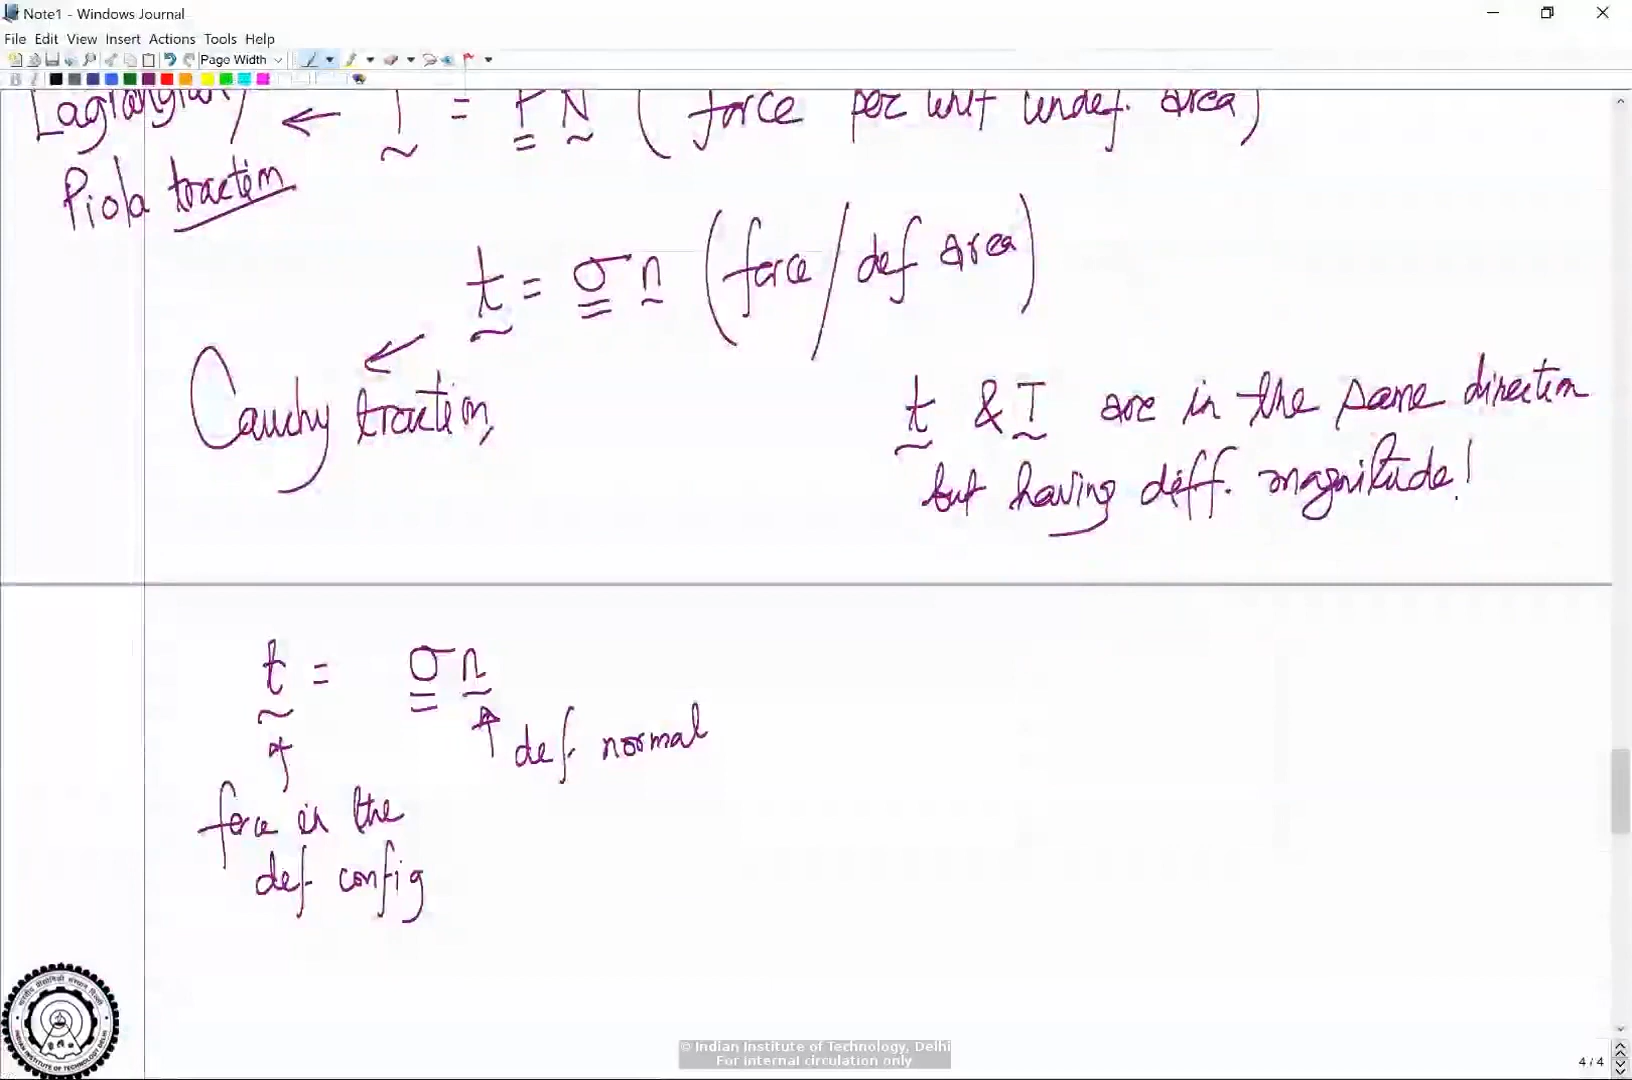 Note1 - Windows Journal
File Edit View Insert Actions Tools Help
Page Width
Lagrangian/ ← T = P N (force per unit undef. area)
Piola traction
t = σ n (force/def area)
Cauchy traction,
t & T are in the same direction
but having diff. magnitude!
t = σ n
def normal
force in the
def config
© Indian Institute of Technology, Delhi
For internal circulation only
4 / 4